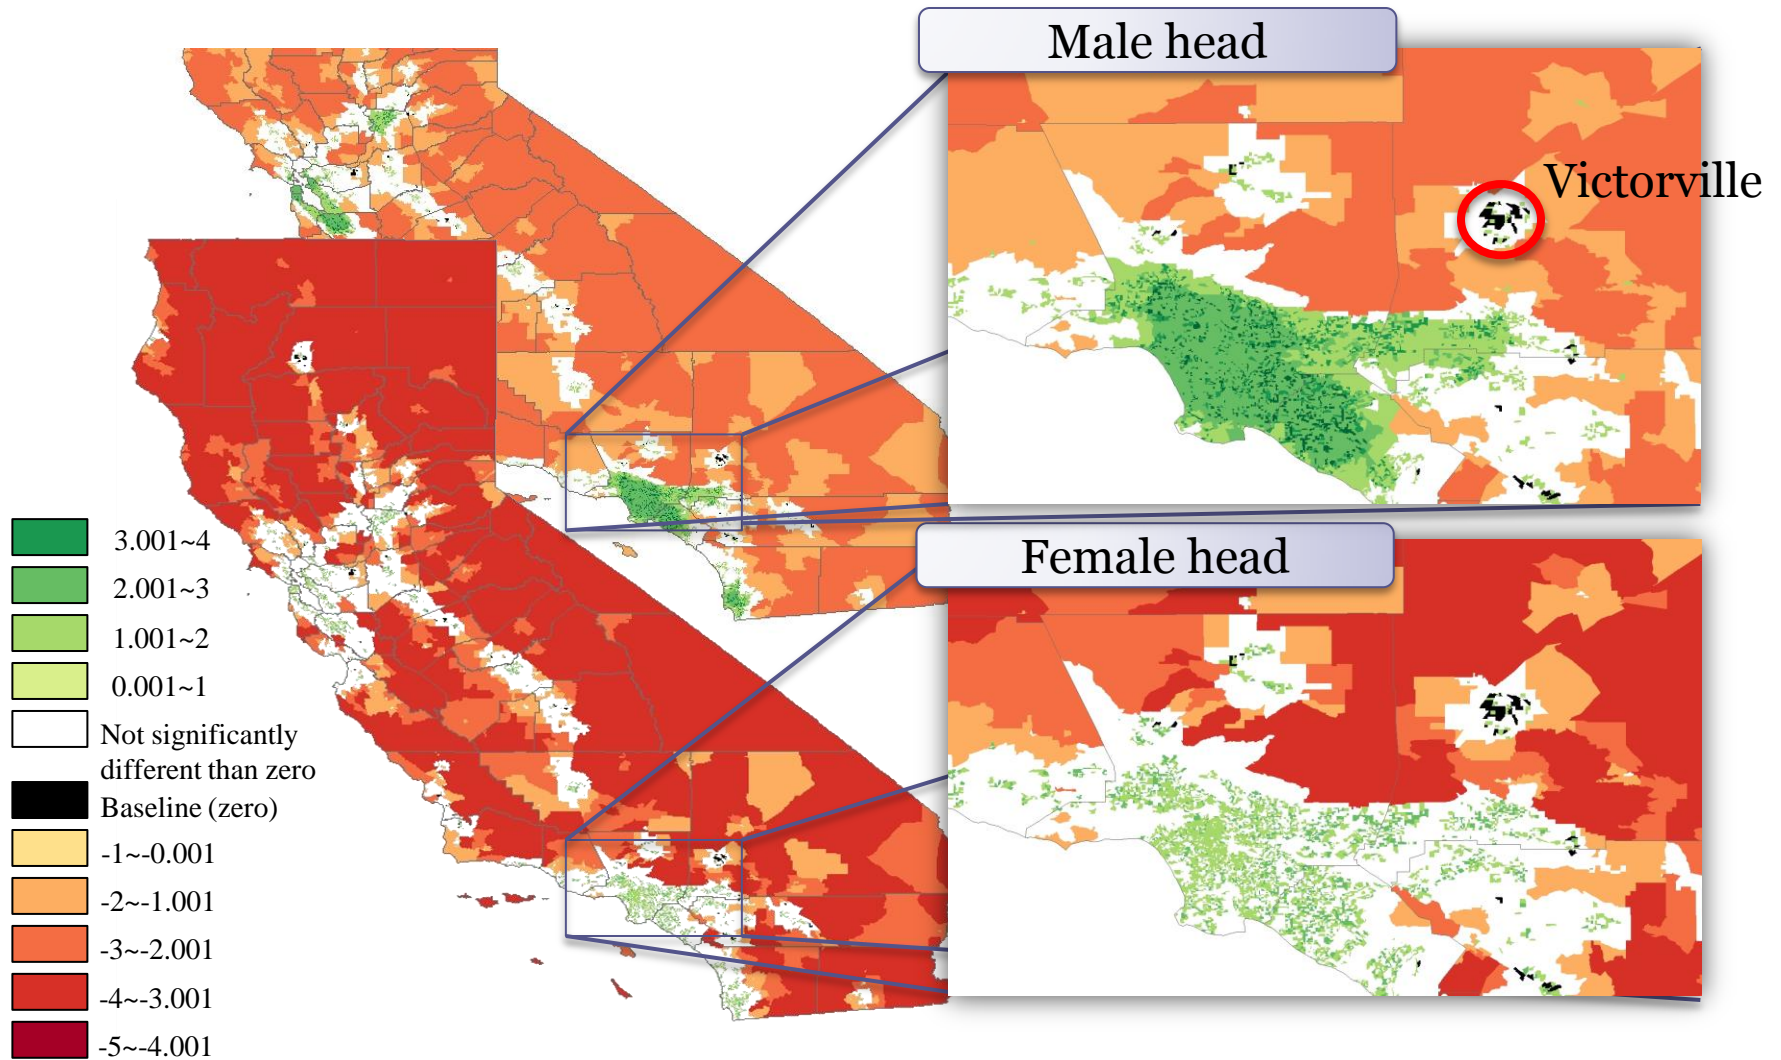 Male head
Victorville
Female head
3.001~4
2.001~3
1.001~2
0.001~1
Not significantly
different than zero
Baseline (zero)
-1~-0.001
-2~-1.001
-3~-2.001
-4~-3.001
-5~-4.001